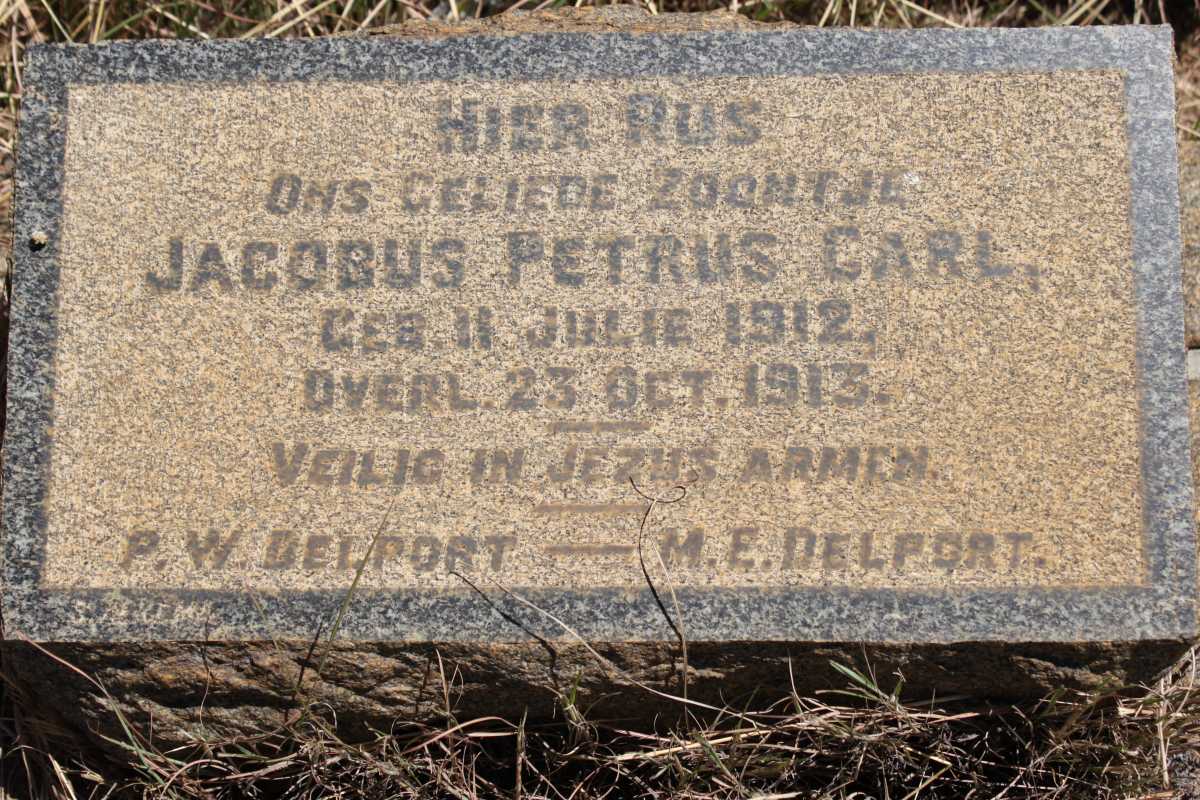 HIER RUS
ONS GELIEDE ZOONTJE
JACOBUS PETRUS CARL,
GEB. 11 JULIE 1912,
OVERL. 23 OCT. 1913.
VEILIG IN JEZUS ARMEN.
P. W. DELPORT — M. E. DELPORT.